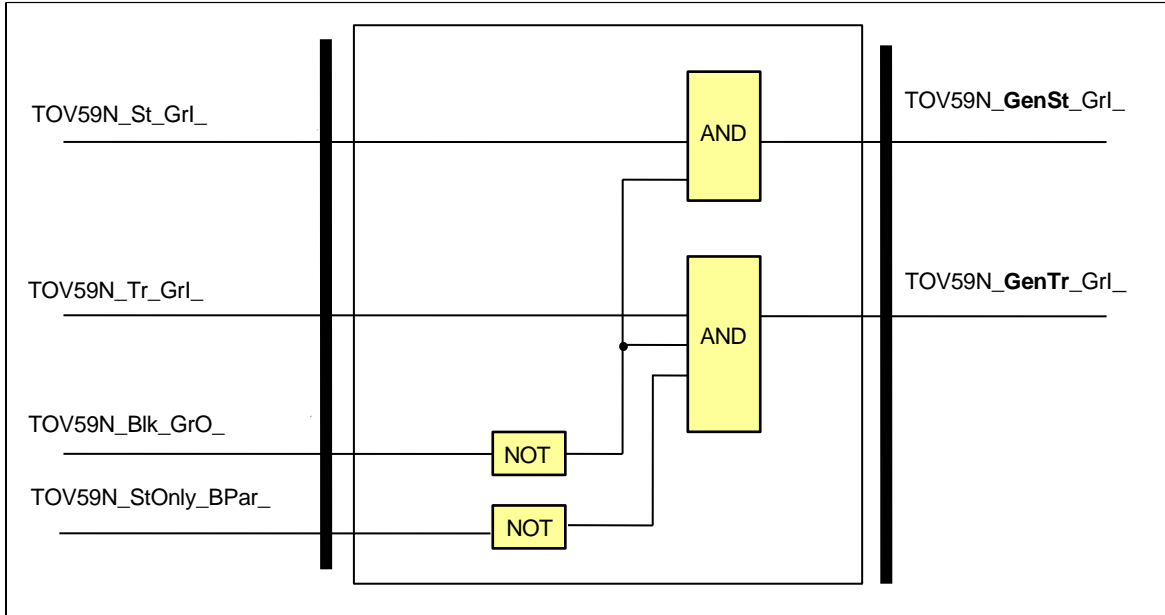 TOV59N_St_GrI_
AND
TOV59N_GenSt_GrI_
TOV59N_Tr_GrI_
AND
TOV59N_GenTr_GrI_
TOV59N_Blk_GrO_
NOT
TOV59N_StOnly_BPar_
NOT